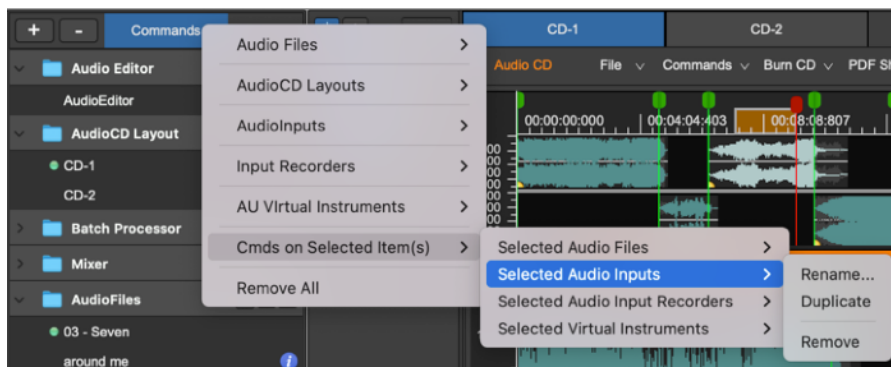 + - Commands
Audio Editor
AudioEditor
AudioCD Layout
CD-1
CD-2
Batch Processor
Mixer
AudioFiles
03 - Seven
around me
Audio Files
AudioCD Layouts
AudioInputs
Input Recorders
AU VIrtual Instruments
Cmds on Selected Item(s)
Remove All
Selected Audio Files
Selected Audio Inputs
Selected Audio Input Recorders
Selected Virtual Instruments
Rename...
Duplicate
Remove
CD-1 CD-2
Audio CD File Commands Burn CD PDF
00:00:00:000 00:04:04:403 00:08:08:807